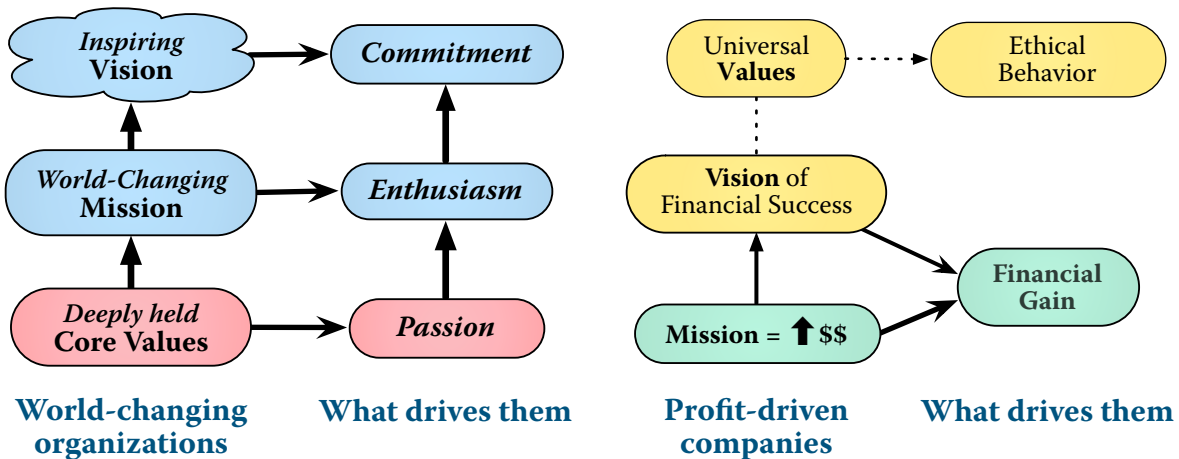 Inspiring
Vision
Commitment
World-Changing
Mission
Enthusiasm
Deeply held
Core Values
Passion
World-changing
organizations
What drives them
Universal
Values
Ethical
Behavior
Vision of
Financial Success
Financial
Gain
Mission = ⬆ $$
Profit-driven
companies
What drives them